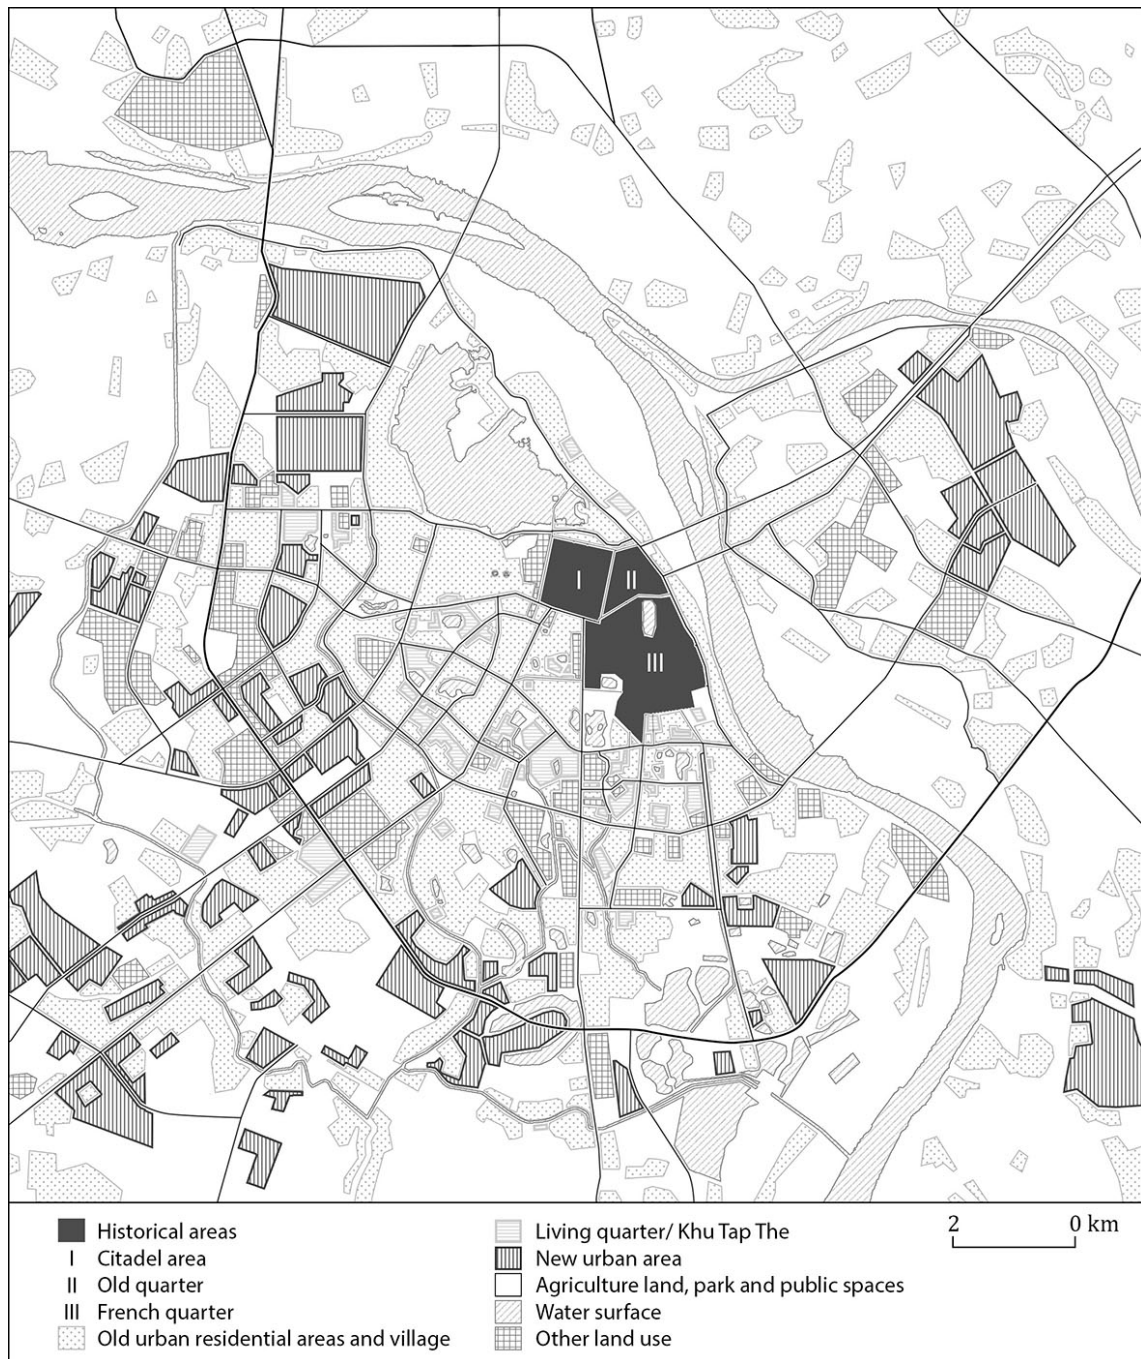 I
II
III
Historical areas
I Citadel area
II Old quarter
III French quarter
Old urban residential areas and village
Living quarter/ Khu Tap The
New urban area
Agriculture land, park and public spaces
Water surface
Other land use
2 0 km